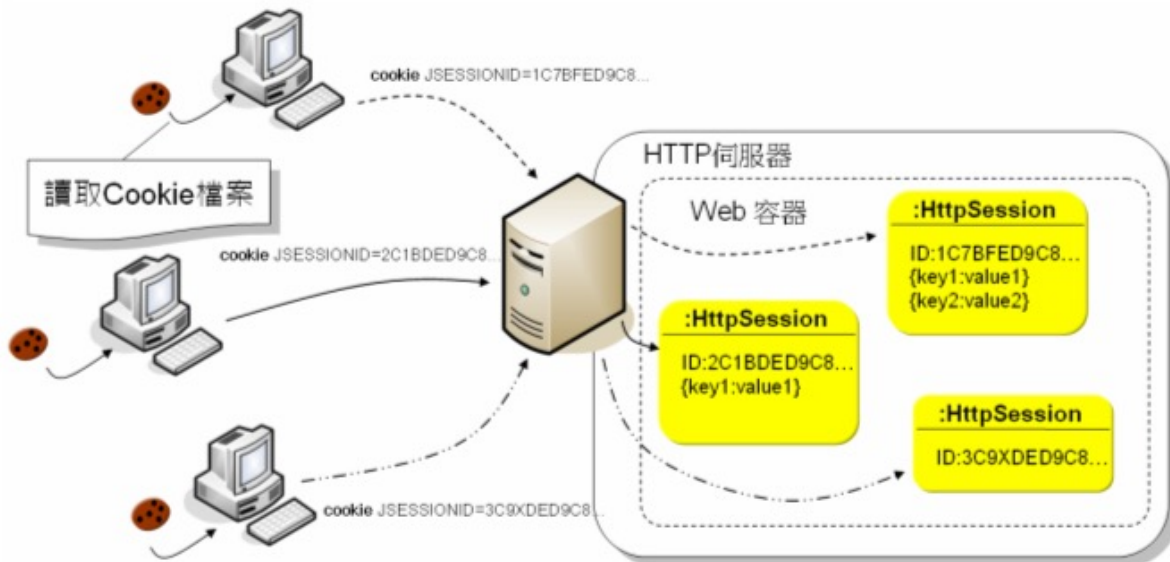 cookie JSESSIONID=1C7BFED9C8...
讀取Cookie檔案
cookie JSESSIONID=2C1BDED9C8...
cookie JSESSIONID=3C9XDED9C8...
HTTP伺服器
Web 容器
:HttpSession
ID:1C7BFED9C8...
{key1:value1}
{key2:value2}
:HttpSession
ID:2C1BDED9C8...
{key1:value1}
:HttpSession
ID:3C9XDED9C8...